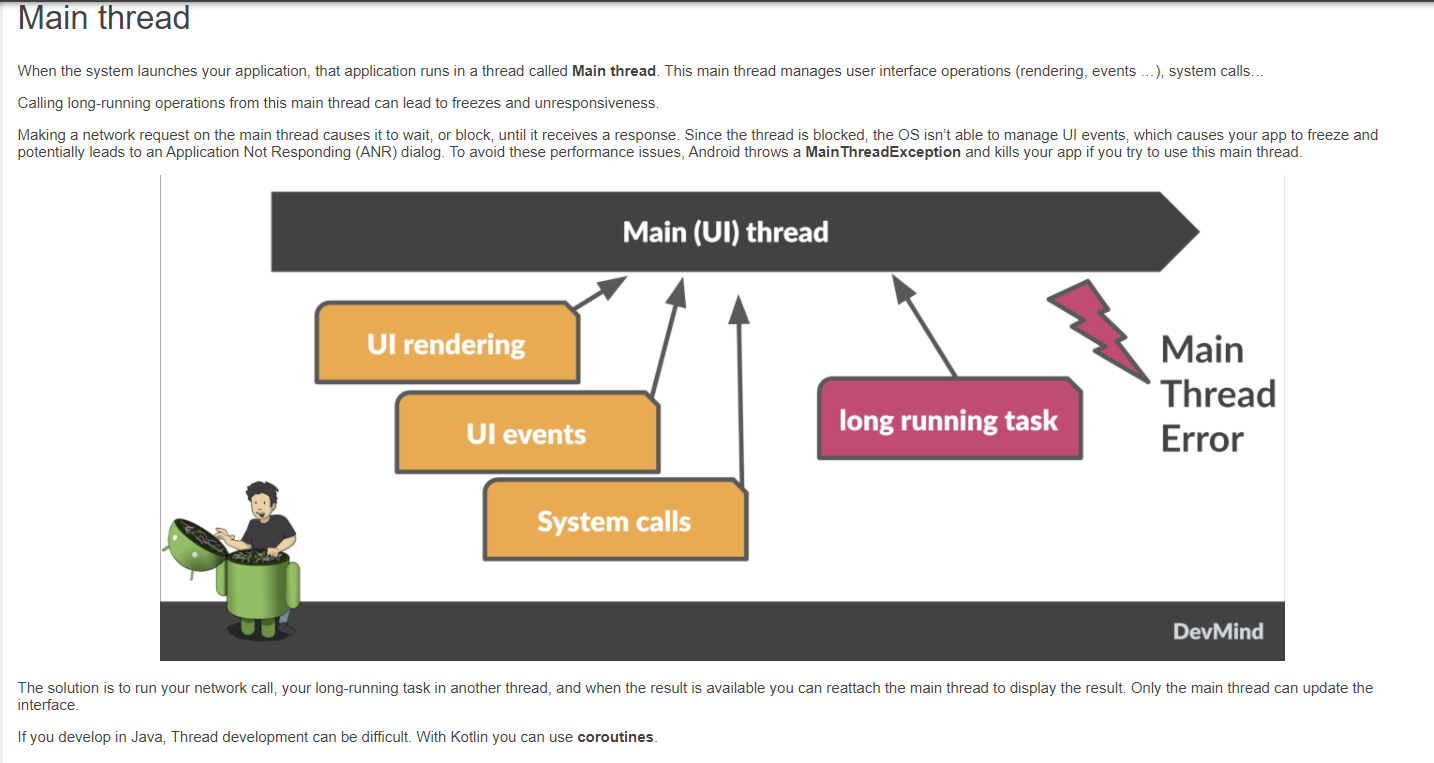 Main thread
When the system launches your application, that application runs in a thread called Main thread. This main thread manages user interface operations (rendering, events …), system calls…
Calling long-running operations from this main thread can lead to freezes and unresponsiveness.
Making a network request on the main thread causes it to wait, or block, until it receives a response. Since the thread is blocked, the OS isn’t able to manage UI events, which causes your app to freeze and
potentially leads to an Application Not Responding (ANR) dialog. To avoid these performance issues, Android throws a MainThreadException and kills your app if you try to use this main thread.
Main (UI) thread
UI rendering
UI events
System calls
long running task
Main
Thread
Error
DevMind
The solution is to run your network call, your long-running task in another thread, and when the result is available you can reattach the main thread to display the result. Only the main thread can update the
interface.
If you develop in Java, Thread development can be difficult. With Kotlin you can use coroutines.